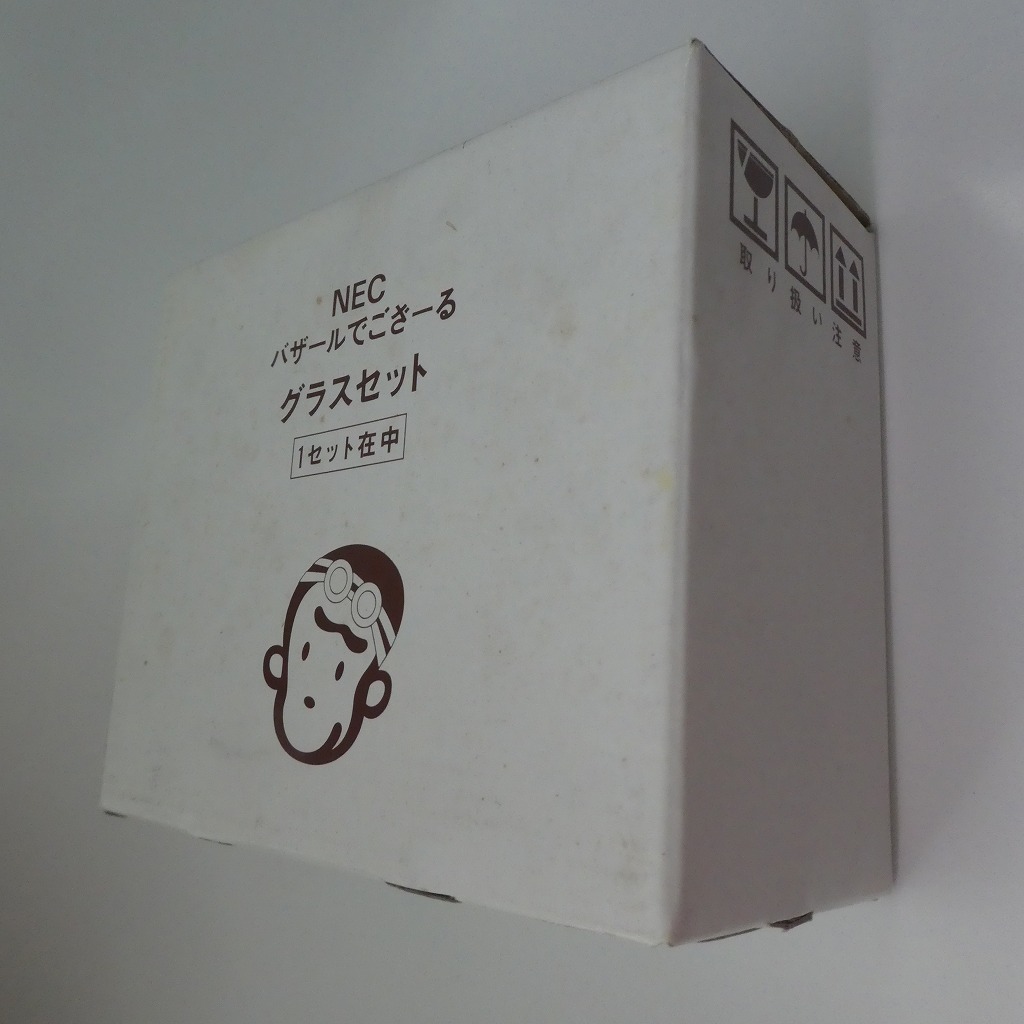 NEC
バザールでござーる
グラスセット
1セット在中
取り扱い注意